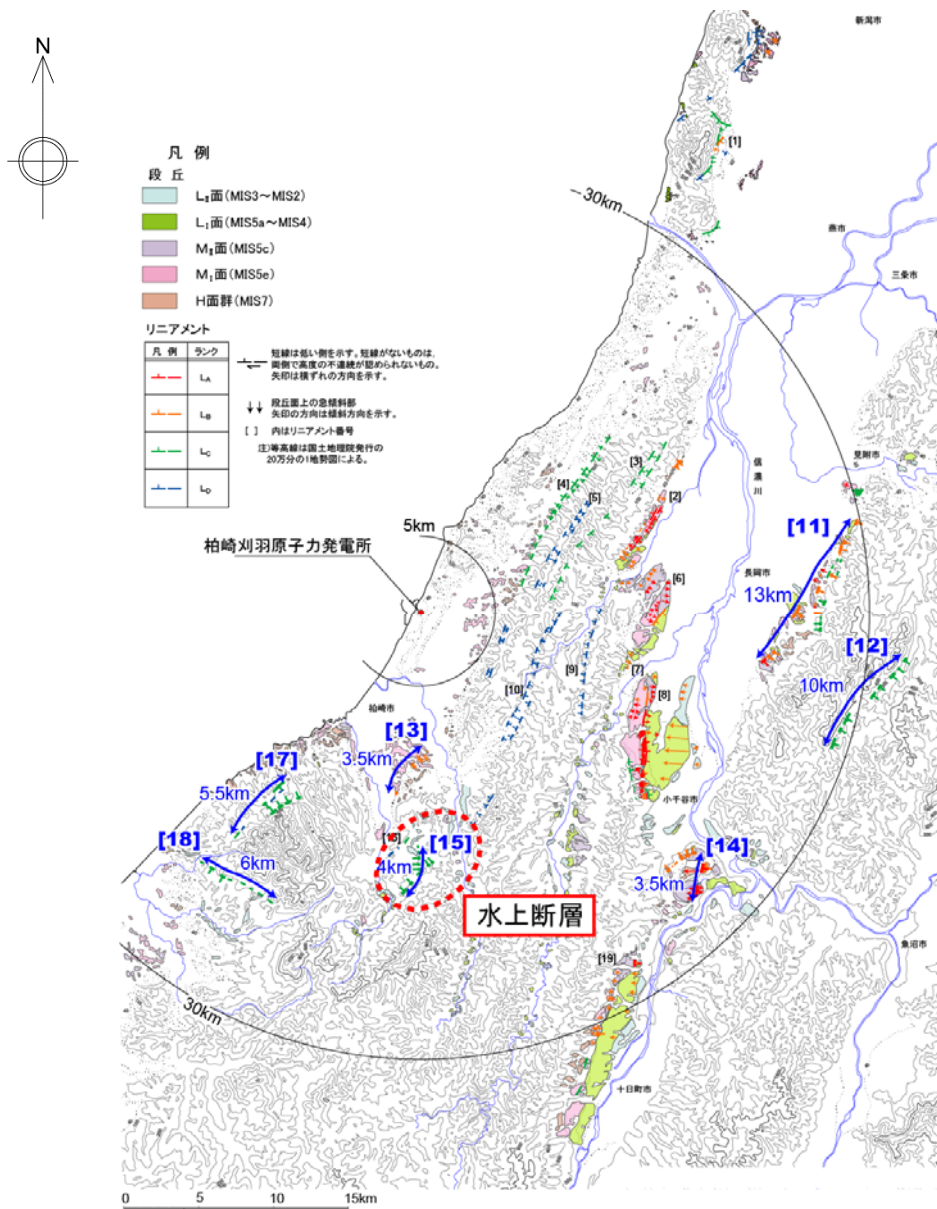 N
新潟市
凡 例
段 丘
LⅡ面(MIS3～MIS2)
LⅠ面(MIS5a～MIS4)
MⅡ面(MIS5c)
MⅠ面(MIS5e)
H面群(MIS7)
リニアメント
凡 例 ランク
LA
LB
LC
LD
短線は低い側を示す。短線がないものは、
両側で高度の不連続が認められないもの。
矢印は横ずれの方向を示す。
段丘面上の急傾斜部
矢印の方向は傾斜方向を示す。
[ ] 内はリニアメント番号
注)等高線は国土地理院発行の
20万分の1地勢図による。
[1]
30km
燕市
三条市
見附市
信濃川
[3]
[4]
[5]
[2]
5km
柏崎刈羽原子力発電所
[11]
長岡市
13km
[6]
[12]
10km
[9]
[7]
[10]
[8]
柏崎市
[13]
3.5km
[17]
5.5km
小千谷市
[18]
6km
[16]
[15]
4km
[14]
3.5km
水上断層
魚沼市
[19]
30km
十日町市
0 5 10 15km